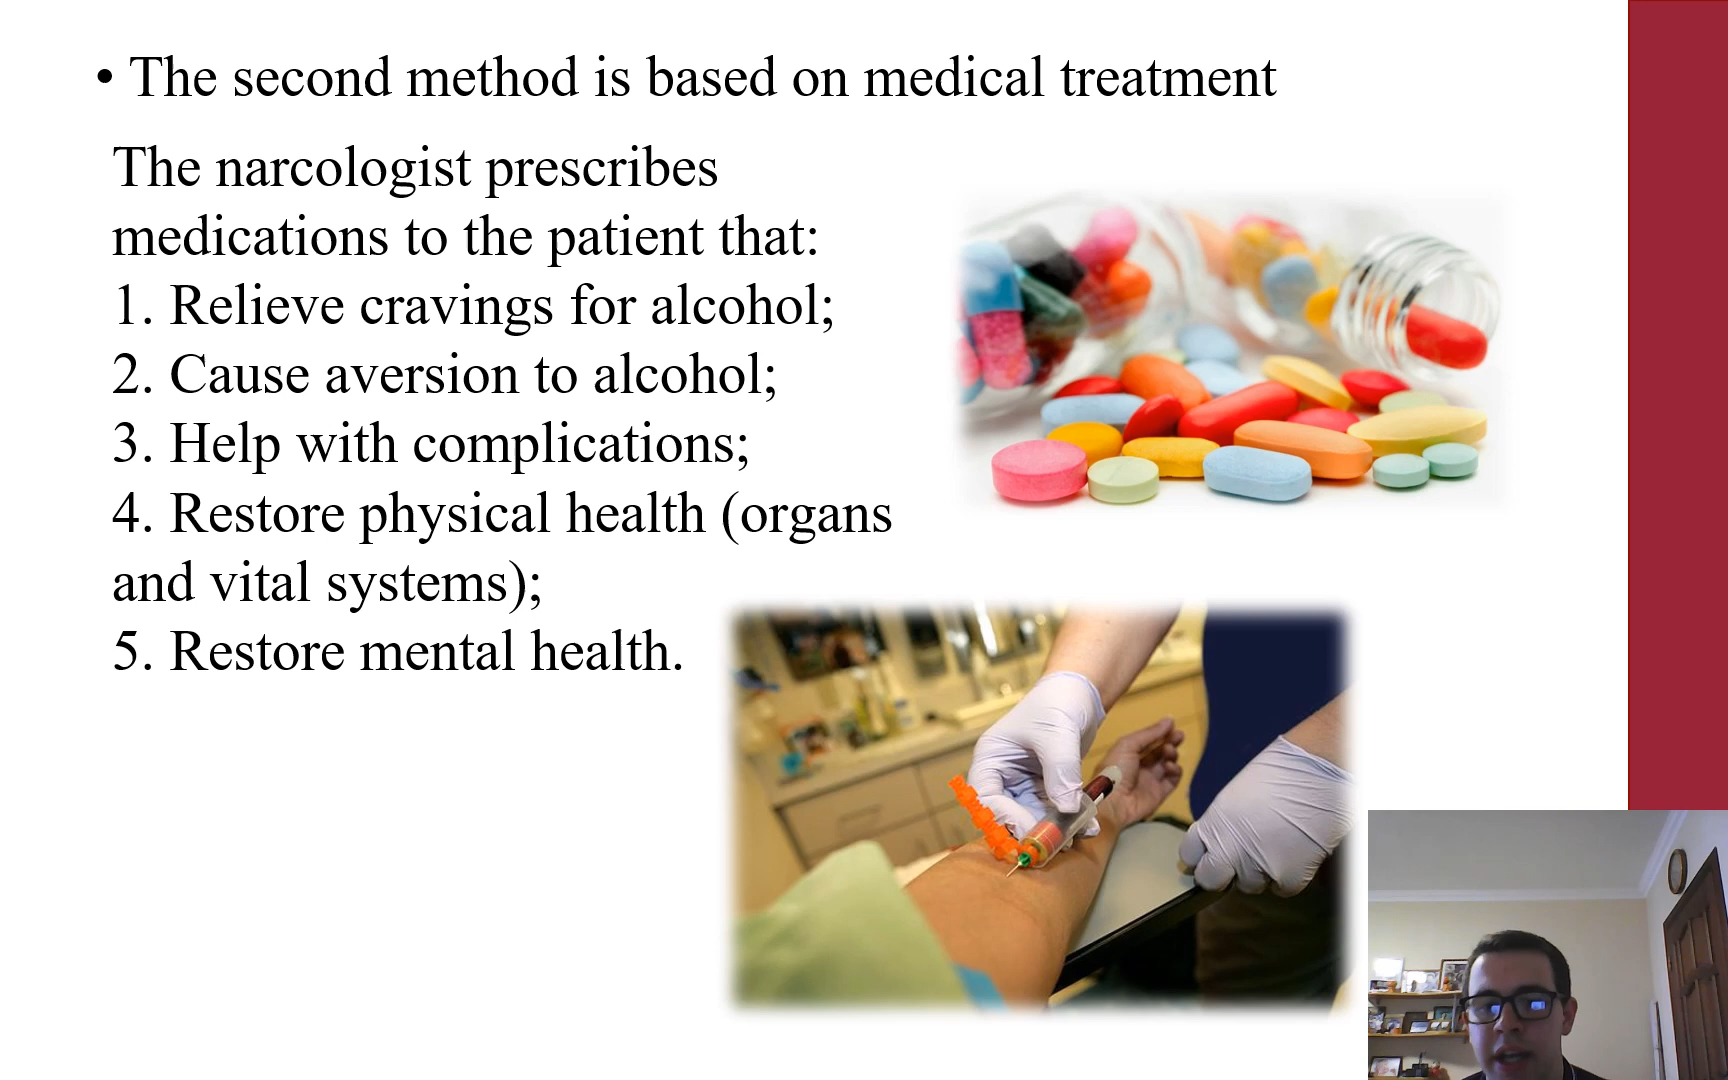 • The second method is based on medical treatment
The narcologist prescribes
medications to the patient that:
1. Relieve cravings for alcohol;
2. Cause aversion to alcohol;
3. Help with complications;
4. Restore physical health (organs
and vital systems);
5. Restore mental health.